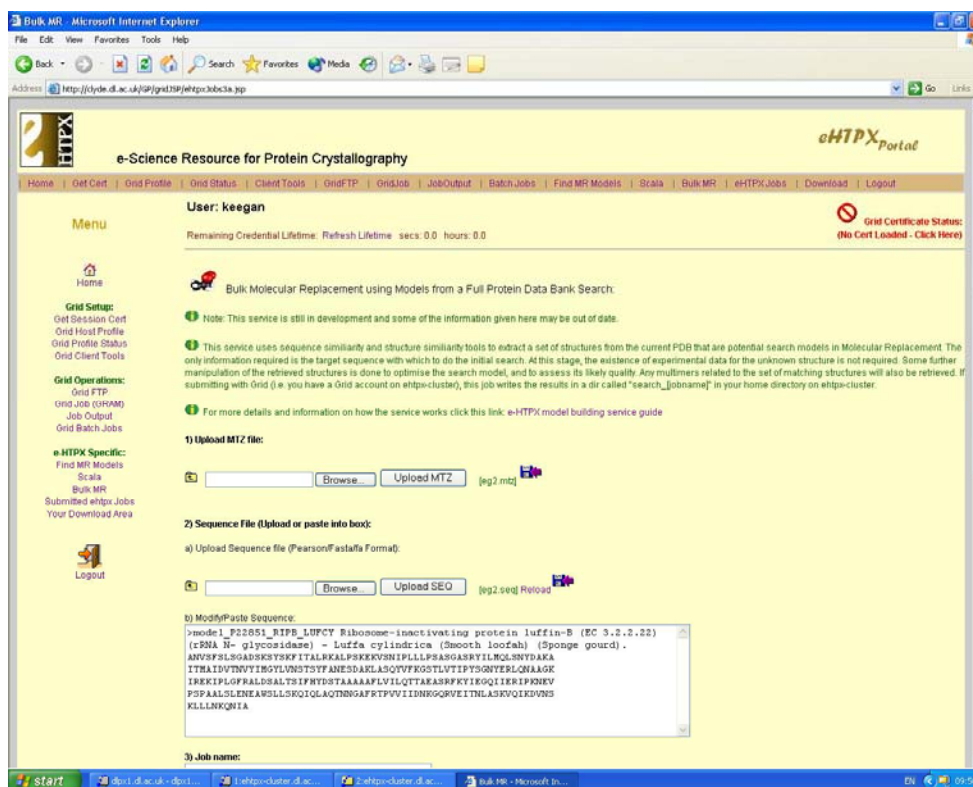 Bulk MR - Microsoft Internet Explorer
File Edit View Favorites Tools Help
Back Search Favorites Media
Address http://clyde.dl.ac.uk/GP/gridJSP/ehtpxJobs3a.jsp Go Links
HTPX
e-Science Resource for Protein Crystallography
eHTPX Portal
| Home | Get Cert | Grid Profile | Grid Status | Client Tools | GridFTP | GridJob | JobOutput | Batch Jobs | Find MR Models | Scala | Bulk MR | eHTPXJobs | Download | Logout
Menu
Home
Grid Setup:
Get Session Cert
Grid Host Profile
Grid Profile Status
Grid Client Tools
Grid Operations:
Grid FTP
Grid Job (GRAM)
Job Output
Grid Batch Jobs
e-HTPX Specific:
Find MR Models
Scala
Bulk MR
Submitted ehtpx Jobs
Your Download Area
Logout
User: keegan
Remaining Credential Lifetime: Refresh Lifetime secs: 0.0 hours: 0.0
Grid Certificate Status:
(No Cert Loaded - Click Here)
Bulk Molecular Replacement using Models from a Full Protein Data Bank Search:
Note: This service is still in development and some of the information given here may be out of date.
This service uses sequence similiarity and structure similiarity tools to extract a set of structures from the current PDB that are potential search models in Molecular Replacement. The
only information required is the target sequence with which to do the initial search. At this stage, the existence of experimental data for the unknown structure is not required. Some further
manipulation of the retrieved structures is done to optimise the search model, and to assess its likely quality. Any multimers related to the set of matching structures will also be retrieved. If
submitting with Grid (i.e. you have a Grid account on ehtpx-cluster), this job writes the results in a dir called "search_[jobname]" in your home directory on ehtpx-cluster.
For more details and information on how the service works click this link: e-HTPX model building service guide
1) Upload MTZ file:
Browse... Upload MTZ [eg2.mtz]
2) Sequence File (Upload or paste into box):
a) Upload Sequence file (Pearson/Fasta/fa Format):
Browse... Upload SEQ [eg2.seq] Reload
b) Modify/Paste Sequence:
>model_P22851_RIPB_LUFCY Ribosome-inactivating protein luffin-B (EC 3.2.2.22)
(rRNA N- glycosidase) - Luffa cylindrica (Smooth loofah) (Sponge gourd).
ANVSFSLSGADSKSYSKFITALRKALPSKEKVSNIPLLLPSASGASRYILMQLSNYDAKA
ITMAIDVTNVYIMGYLVNSTSYFANESDAKLASQYVFKGSTLVTIPYSGNYERLQNAAGK
IREKIPLGFRALDSALTSIFHYDSTAAAAAFLVILQTTAEASRFKYIEGQIIERIPKNEV
PSPAALSLENEAWSLLSKQIQLAQTNNGAFRTPVVIIDNKGQRVEITNLASKVQIKDVNS
KLLLNKQNIA
3) Job name:
start dpx1.dl.ac.uk - dpx1... 1:ehtpx-cluster.dl.ac... 2:ehtpx-cluster.dl.ac... Bulk MR - Microsoft In... EN